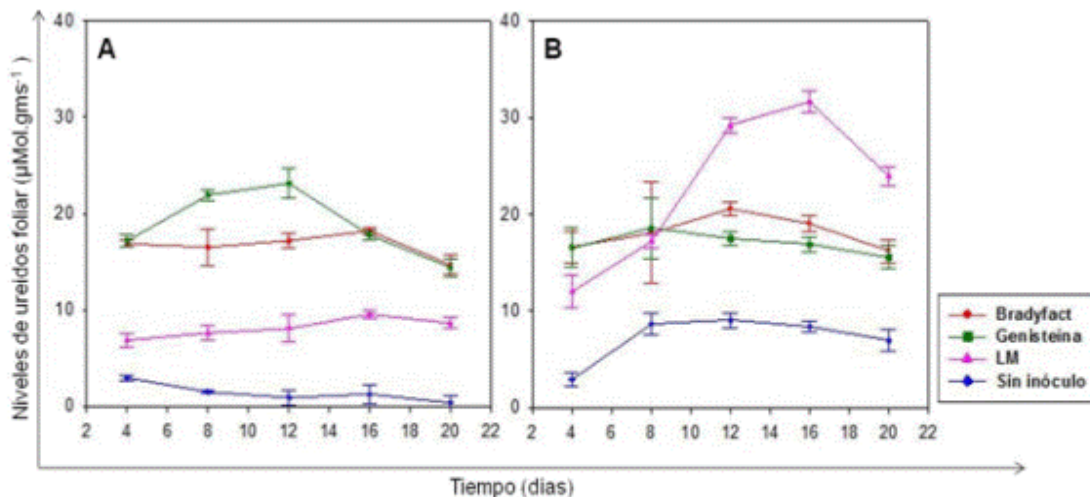 Niveles de ureídos foliar (µMol.gms⁻¹)
A
40
30
20
10
0
2 4 6 8 10 12 14 16 18 20 22
B
40
30
20
10
0
2 4 6 8 10 12 14 16 18 20 22
Bradyfact
Genisteína
LM
Sin inóculo
Tiempo (dias)